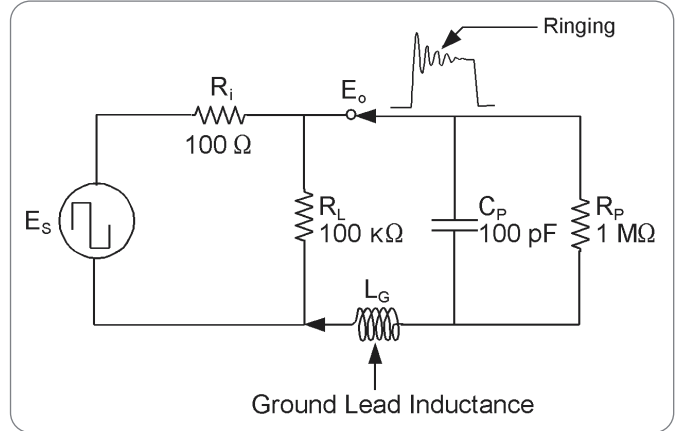 Ringing
Ri
100 Ω
Eo
ES
RL
100 KΩ
CP
100 pF
RP
1 MΩ
LG
Ground Lead Inductance